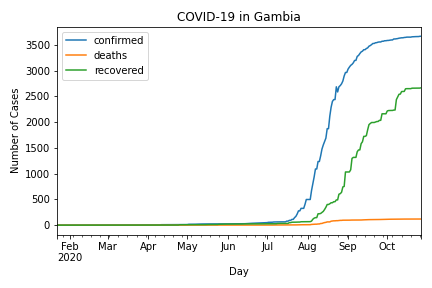 COVID-19 in Gambia
confirmed
deaths
recovered
3500
3000
2500
2000
1500
1000
500
0
Number of Cases
Feb Mar Apr May Jun Jul Aug Sep Oct
2020
Day